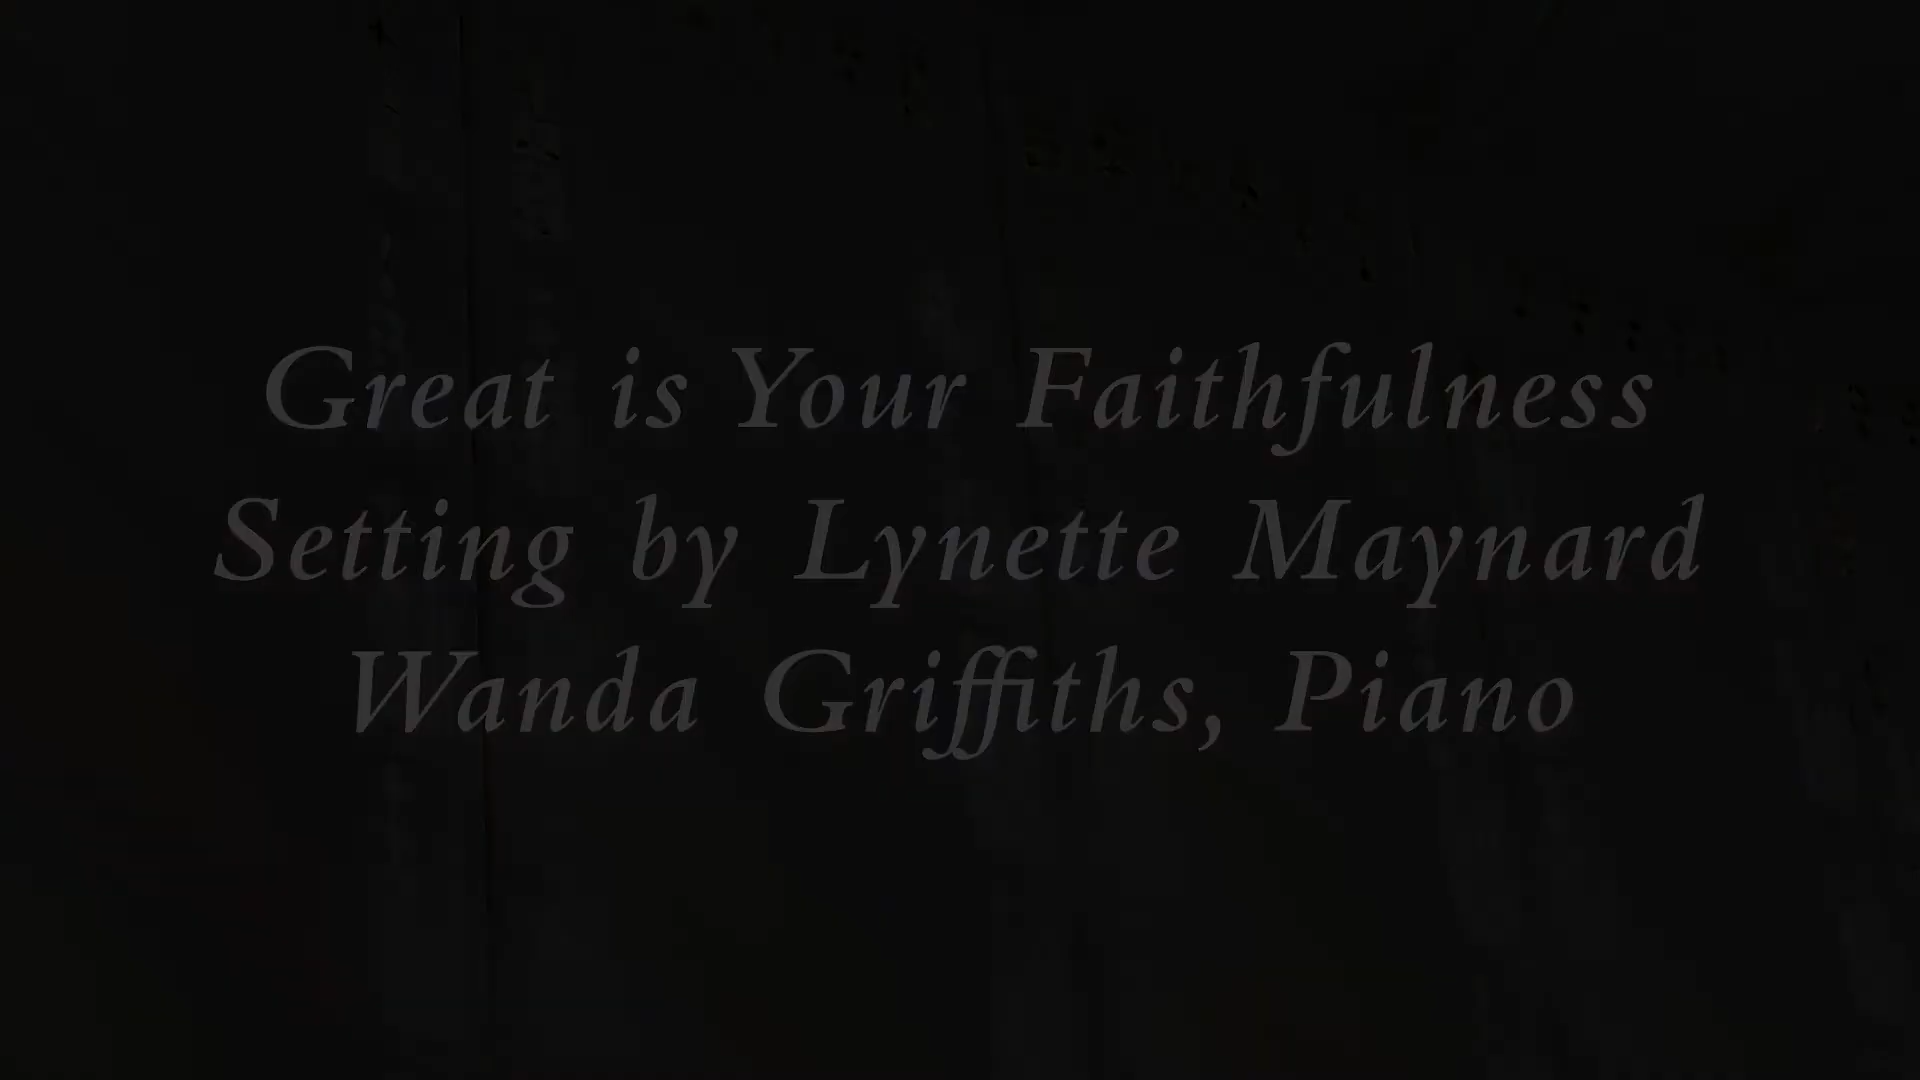 Great is Your Faithfulness
Setting by Lynette Maynard
Wanda Griffiths, Piano